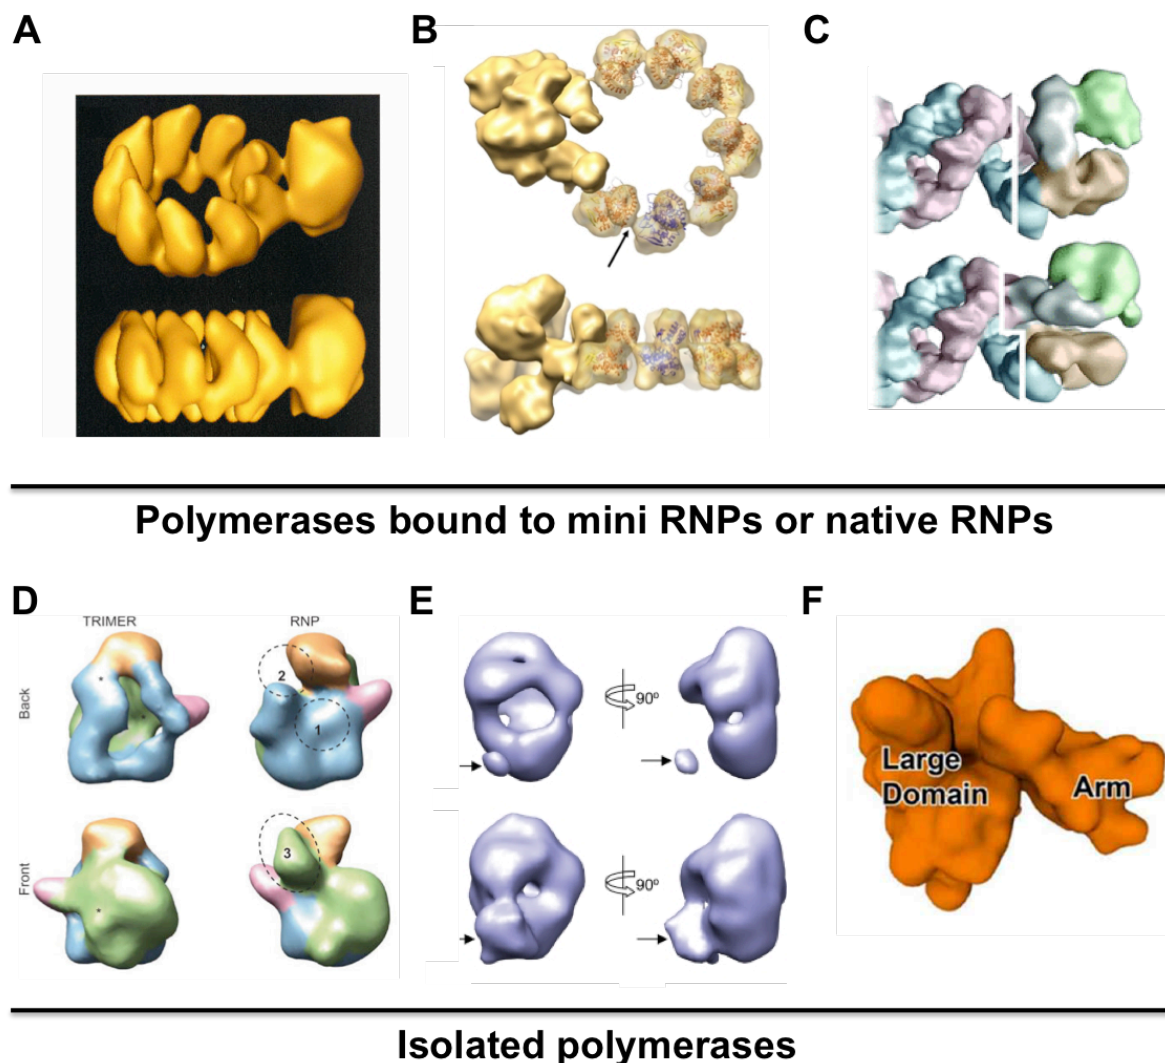 A
B
C
Polymerases bound to mini RNPs or native RNPs
D
E
F
TRIMER RNP
Back
2
1
90º
Large
Domain
Arm
Front
3
90º
Isolated polymerases